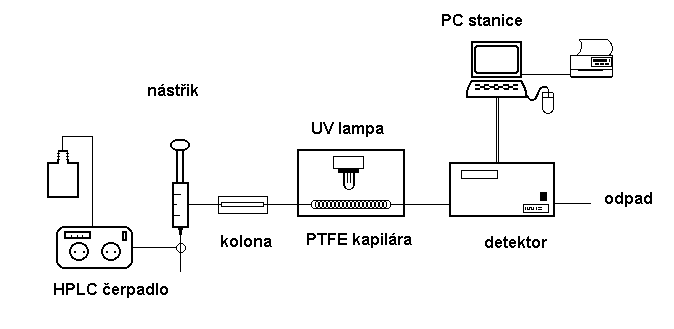 PC stanice
nástřik
UV lampa
odpad
kolona
PTFE kapilára
detektor
HPLC čerpadlo